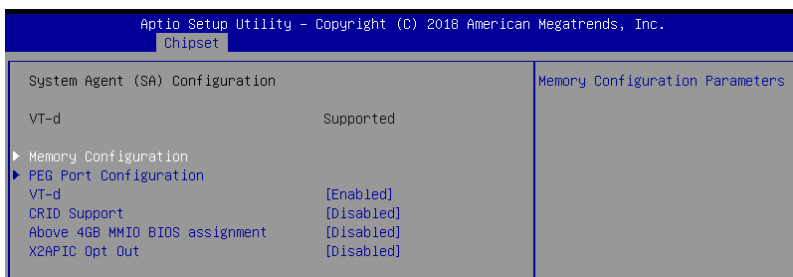 Aptio Setup Utility – Copyright (C) 2018 American Megatrends, Inc.
Chipset
System Agent (SA) Configuration
Memory Configuration Parameters
VT-d Supported
Memory Configuration
PEG Port Configuration
VT-d [Enabled]
CRID Support [Disabled]
Above 4GB MMIO BIOS assignment [Disabled]
X2APIC Opt Out [Disabled]